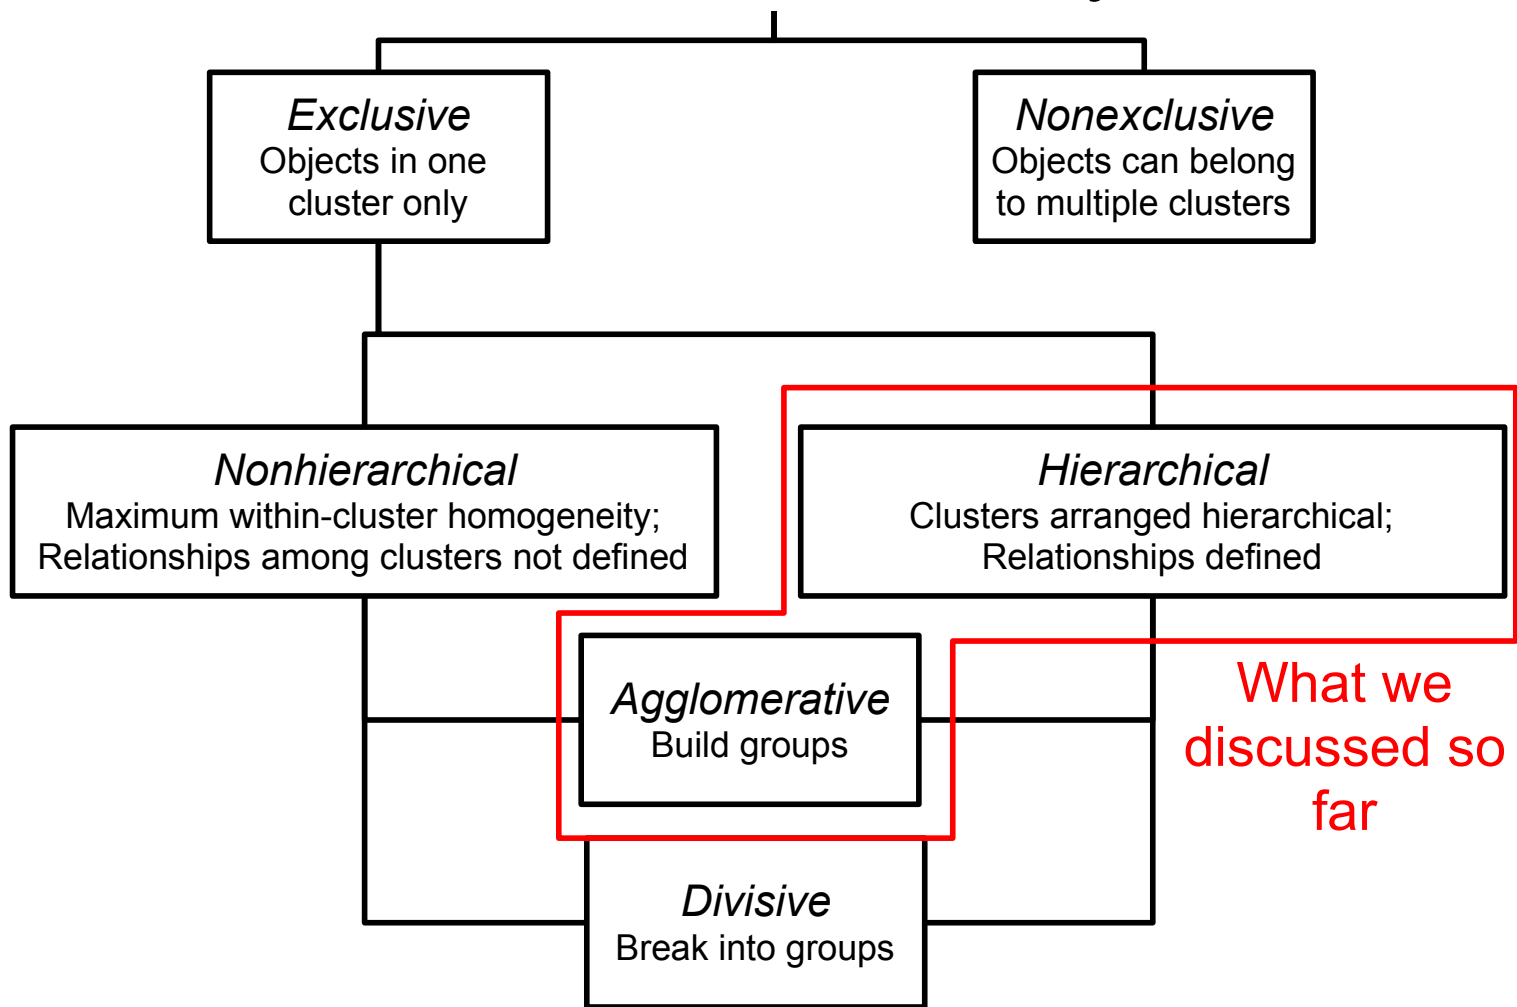 Exclusive
Objects in one
cluster only
Nonexclusive
Objects can belong
to multiple clusters
Nonhierarchical
Maximum within-cluster homogeneity;
Relationships among clusters not defined
Hierarchical
Clusters arranged hierarchical;
Relationships defined
Agglomerative
Build groups
What we
discussed so
far
Divisive
Break into groups